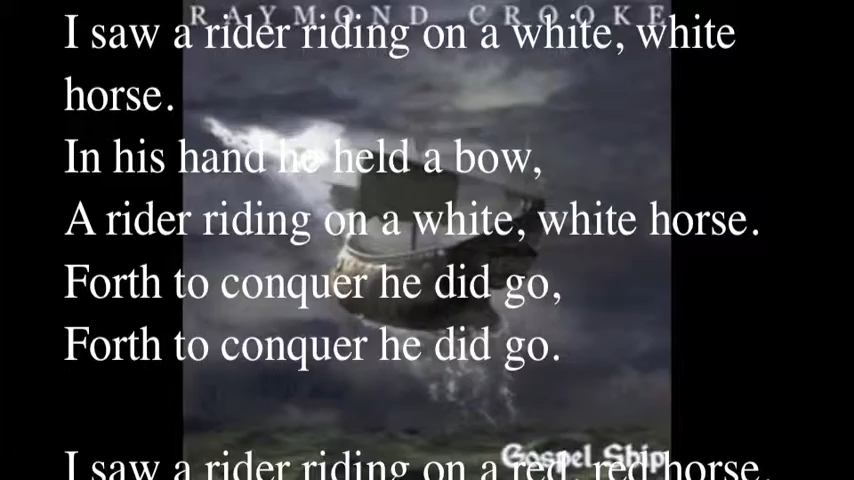 RAYMOND CROOKE
I saw a rider riding on a white, white
horse.
In his hand he held a bow,
A rider riding on a white, white horse.
Forth to conquer he did go,
Forth to conquer he did go.
Gospel Ship
I saw a rider riding on a red, red horse.